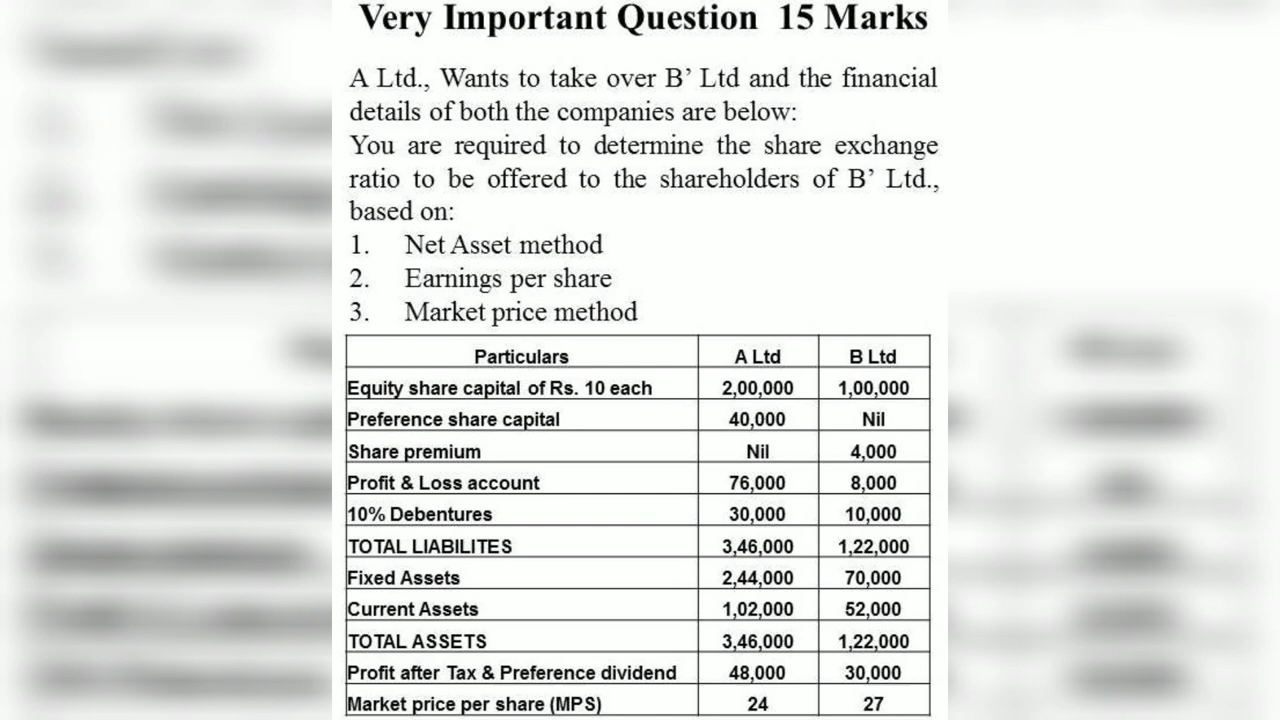 Very Important Question 15 Marks
A Ltd., Wants to take over B’ Ltd and the financial
details of both the companies are below:
You are required to determine the share exchange
ratio to be offered to the shareholders of B’ Ltd.,
based on:
1. Net Asset method
2. Earnings per share
3. Market price method
Particulars A Ltd B Ltd
Equity share capital of Rs. 10 each 2,00,000 1,00,000
Preference share capital 40,000 Nil
Share premium Nil 4,000
Profit & Loss account 76,000 8,000
10% Debentures 30,000 10,000
TOTAL LIABILITES 3,46,000 1,22,000
Fixed Assets 2,44,000 70,000
Current Assets 1,02,000 52,000
TOTAL ASSETS 3,46,000 1,22,000
Profit after Tax & Preference dividend 48,000 30,000
Market price per share (MPS) 24 27